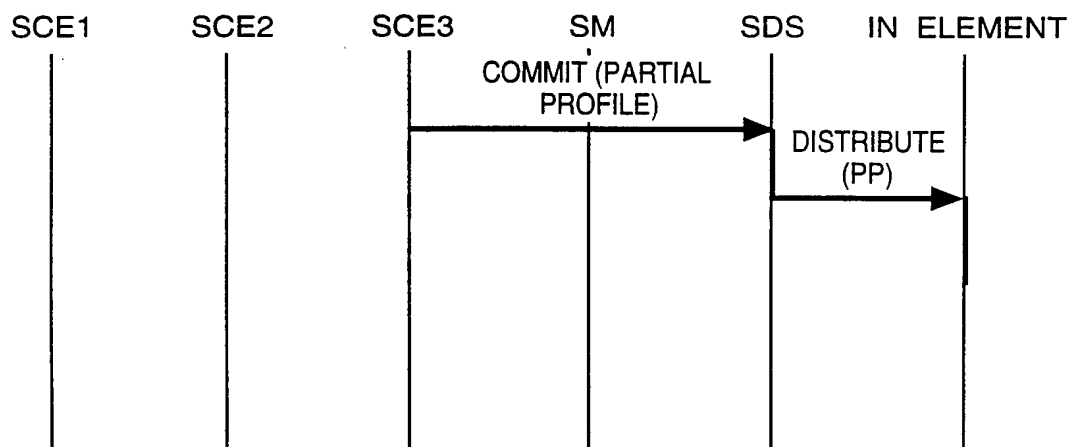 SCE1 SCE2 SCE3 SM SDS IN ELEMENT
COMMIT (PARTIAL
PROFILE)
DISTRIBUTE
(PP)